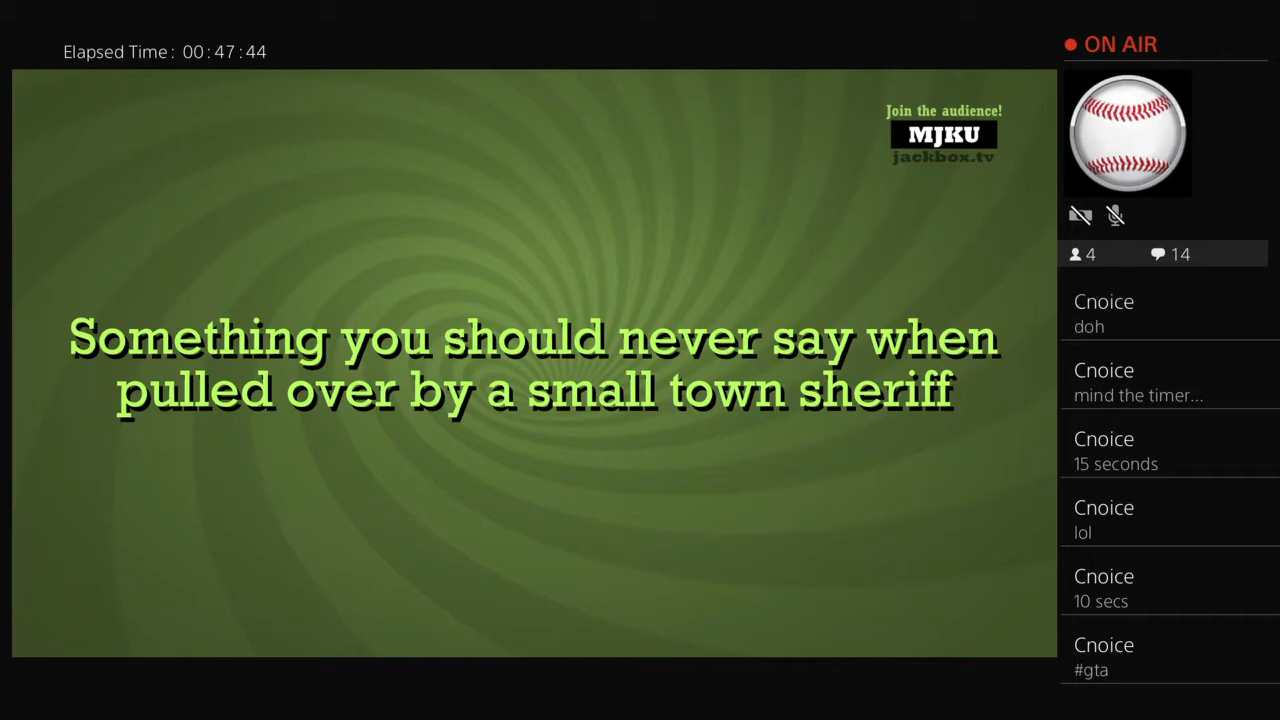 Elapsed Time: 00:47:44
ON AIR
Join the audience!
MJKU
jackbox.tv
4
14
Something you should never say when
pulled over by a small town sheriff
Cnoice
doh
Cnoice
mind the timer...
Cnoice
15 seconds
Cnoice
lol
Cnoice
10 secs
Cnoice
#gta